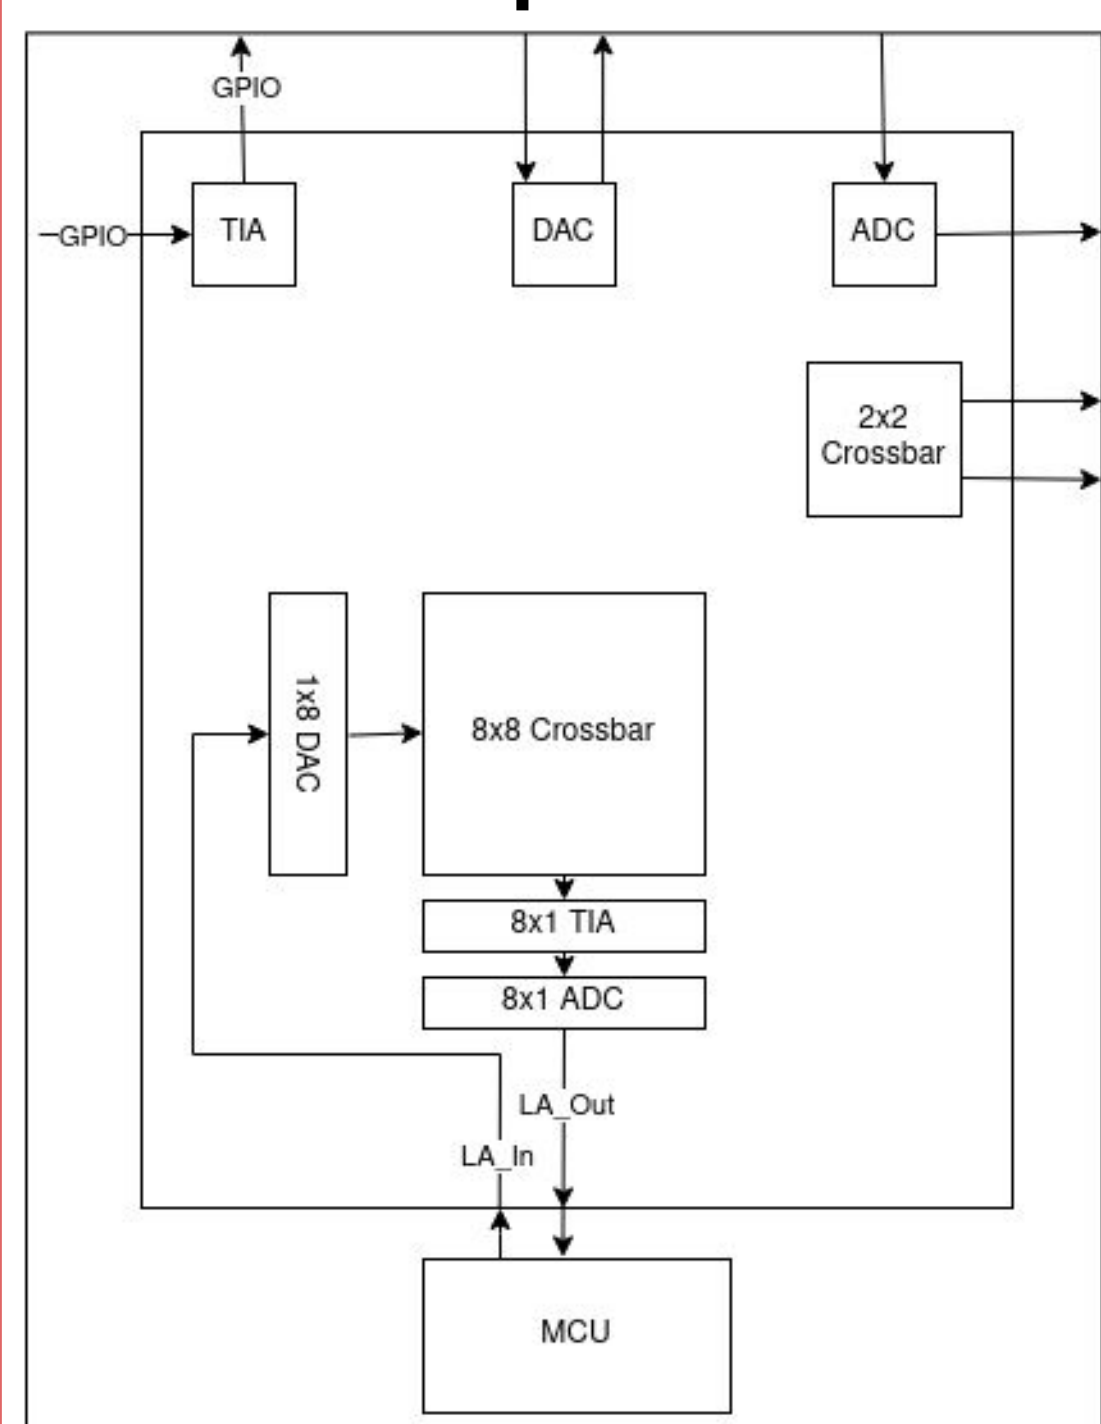 GPIO
GPIO
TIA
DAC
ADC
2x2
Crossbar
1x8 DAC
8x8 Crossbar
8x1 TIA
8x1 ADC
LA_Out
LA_In
MCU